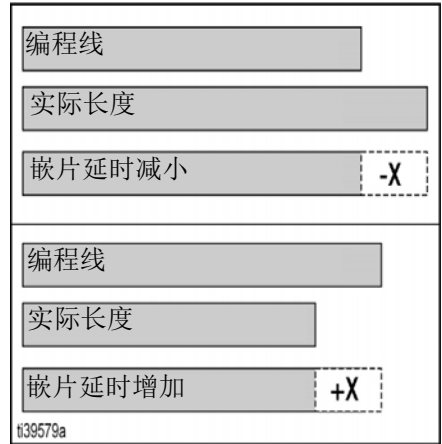 编程线
实际长度
嵌片延时减小 -X
编程线
实际长度
嵌片延时增加 +X
ti39579a